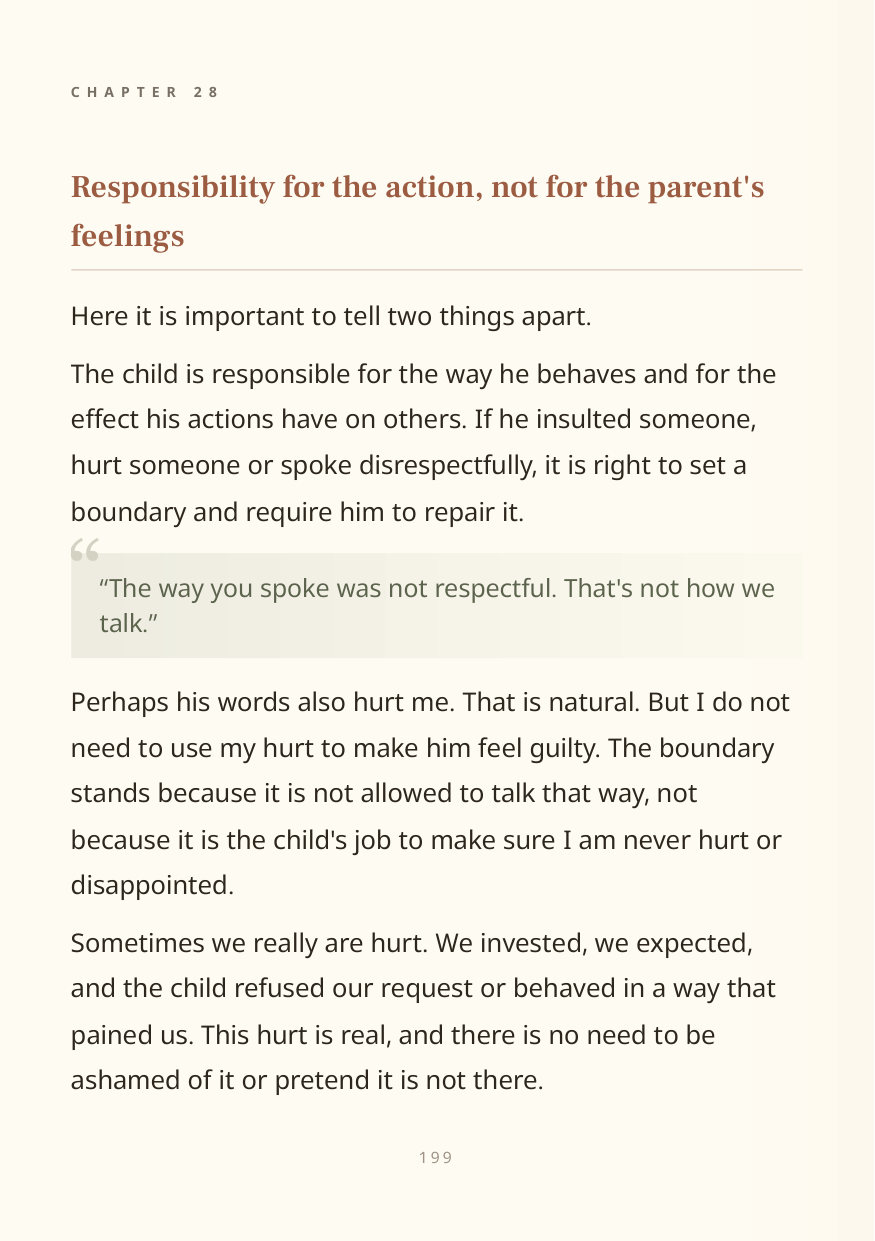 CHAPTER 28
Responsibility for the action, not for the parent's
feelings
Here it is important to tell two things apart.
The child is responsible for the way he behaves and for the
effect his actions have on others. If he insulted someone,
hurt someone or spoke disrespectfully, it is right to set a
boundary and require him to repair it.
“
“The way you spoke was not respectful. That's not how we
talk.”
Perhaps his words also hurt me. That is natural. But I do not
need to use my hurt to make him feel guilty. The boundary
stands because it is not allowed to talk that way, not
because it is the child's job to make sure I am never hurt or
disappointed.
Sometimes we really are hurt. We invested, we expected,
and the child refused our request or behaved in a way that
pained us. This hurt is real, and there is no need to be
ashamed of it or pretend it is not there.
199